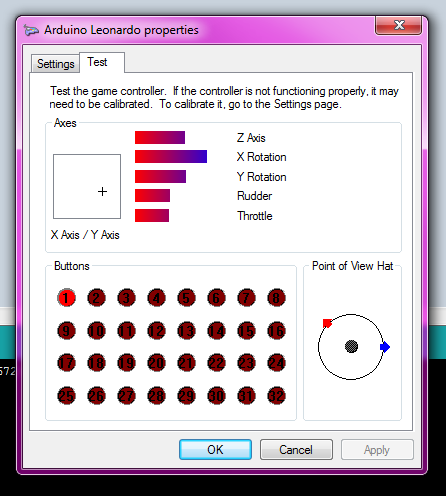 Arduino Leonardo properties
Settings
Test
Test the game controller. If the controller is not functioning properly, it may
need to be calibrated. To calibrate it, go to the Settings page.
Axes
Z Axis
X Rotation
Y Rotation
Rudder
Throttle
X Axis / Y Axis
Buttons
Point of View Hat
1 2 3 4 5 6 7 8
9 10 11 12 13 14 15 16
17 18 19 20 21 22 23 24
25 26 27 28 29 30 31 32
572
OK
Cancel
Apply